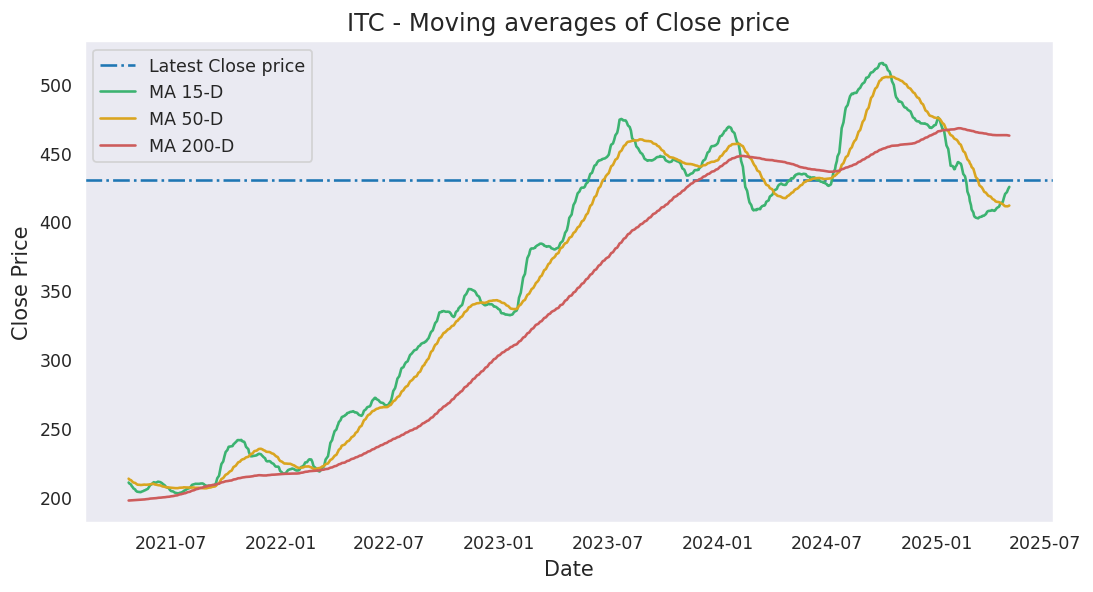 ITC - Moving averages of Close price
Latest Close price
MA 15-D
MA 50-D
MA 200-D
500
450
400
350
300
250
200
Close Price
2021-07 2022-01 2022-07 2023-01 2023-07 2024-01 2024-07 2025-01 2025-07
Date